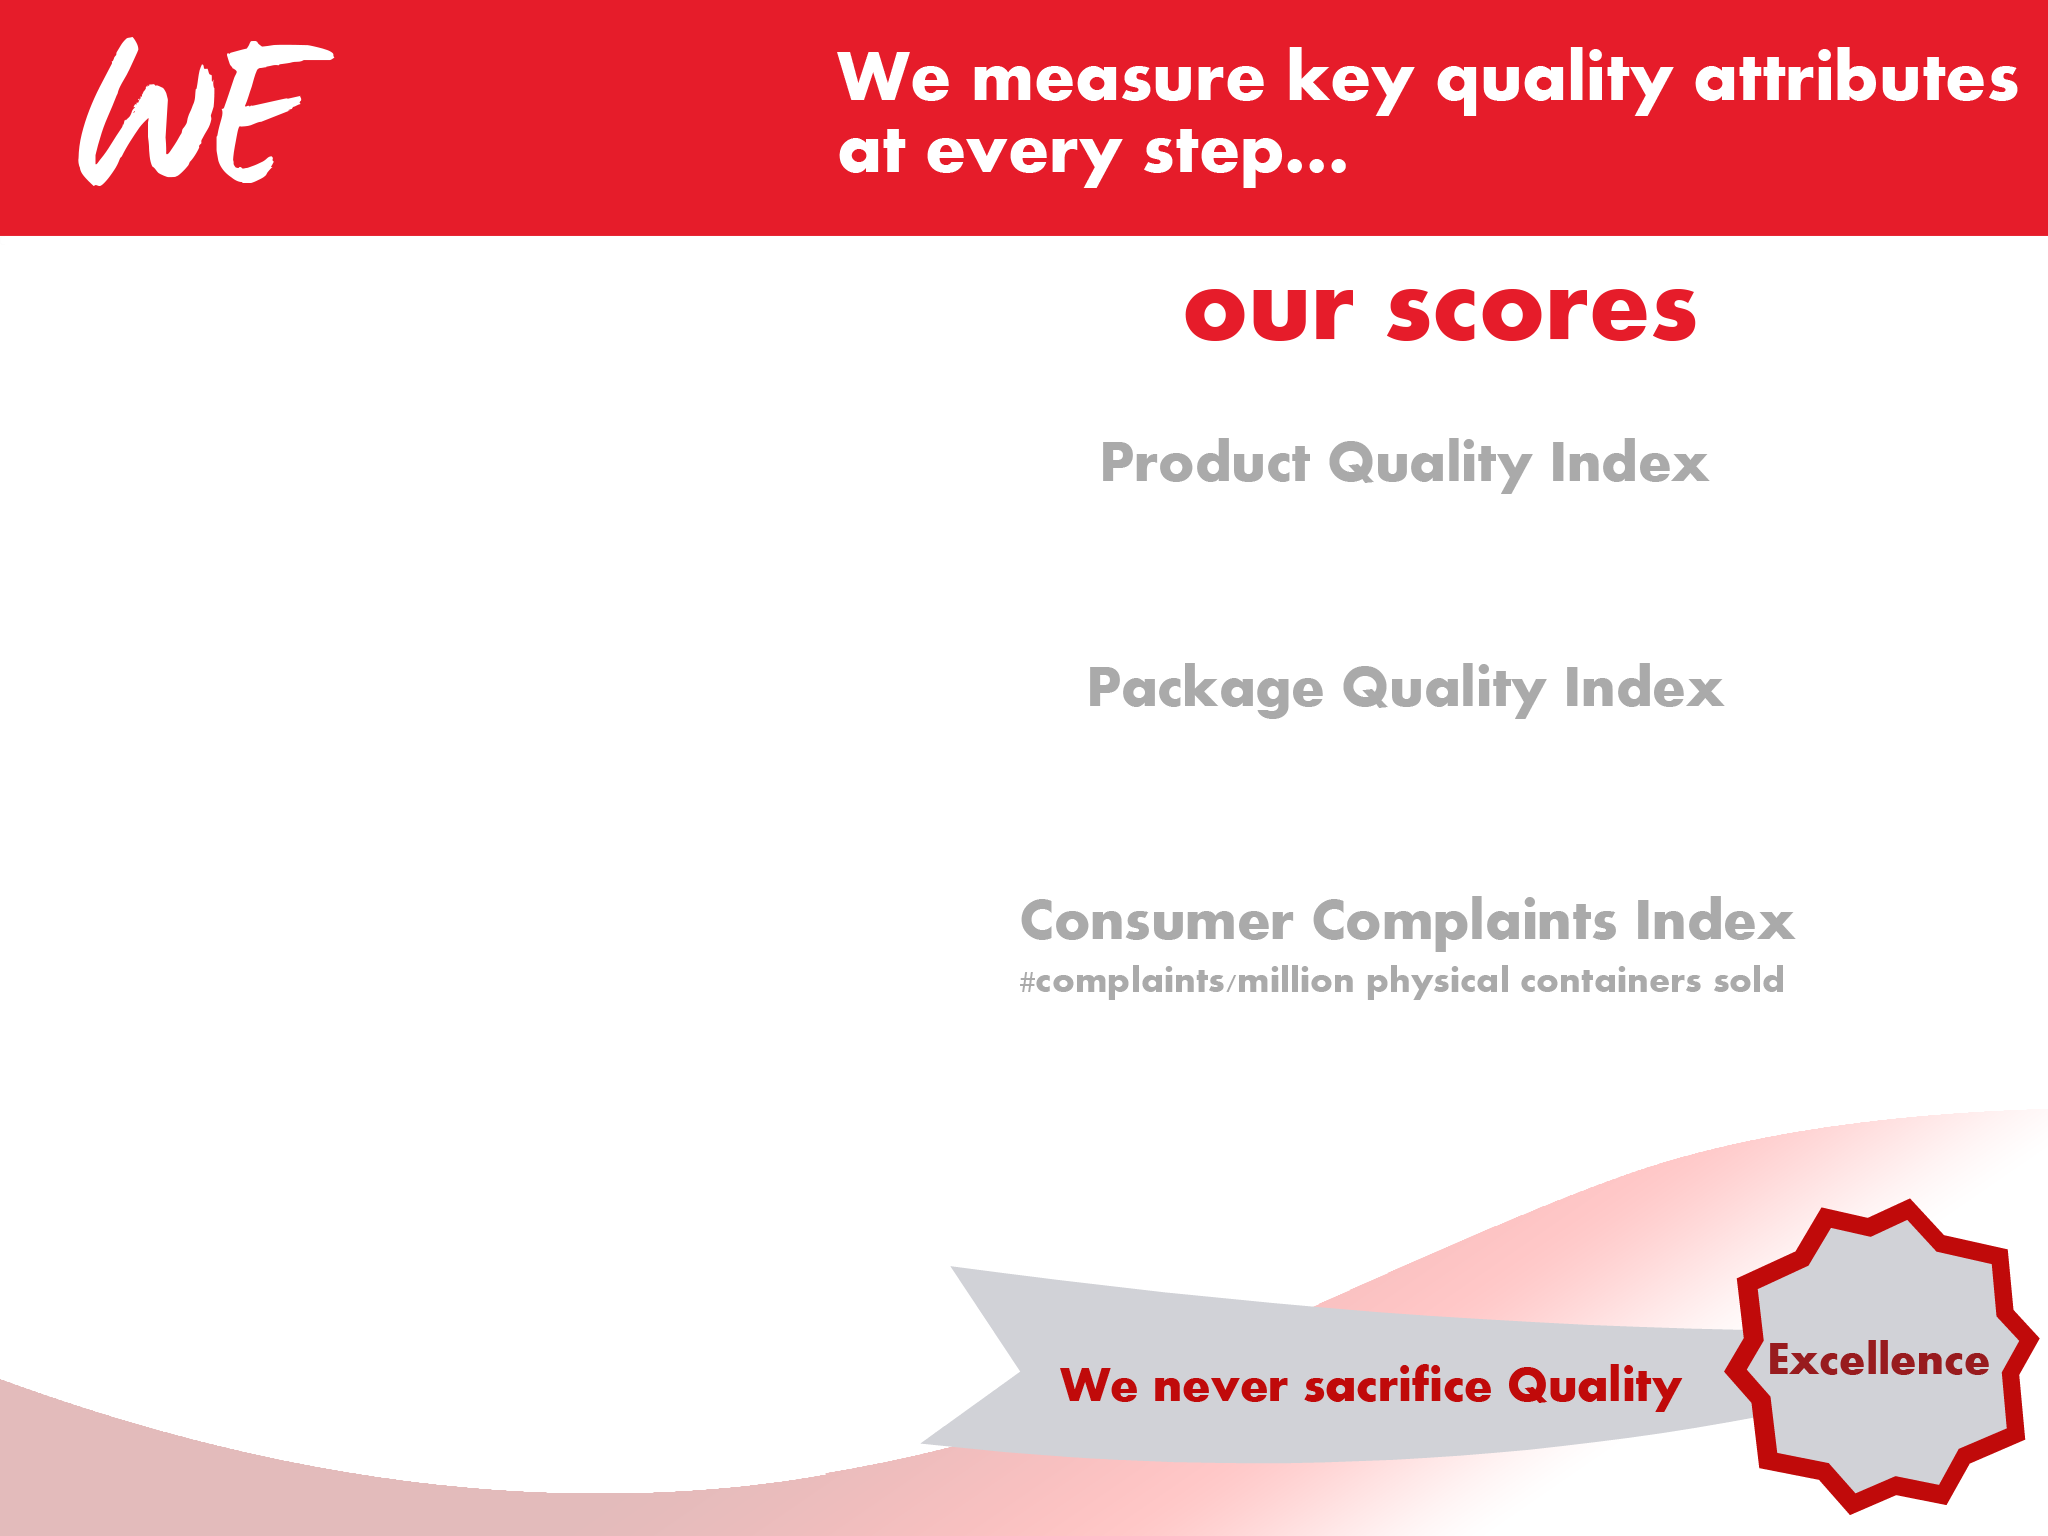 WE
We measure key quality attributes
at every step...
our scores
Product Quality Index
Package Quality Index
Consumer Complaints Index
#complaints/million physical containers sold
We never sacrifice Quality
Excellence